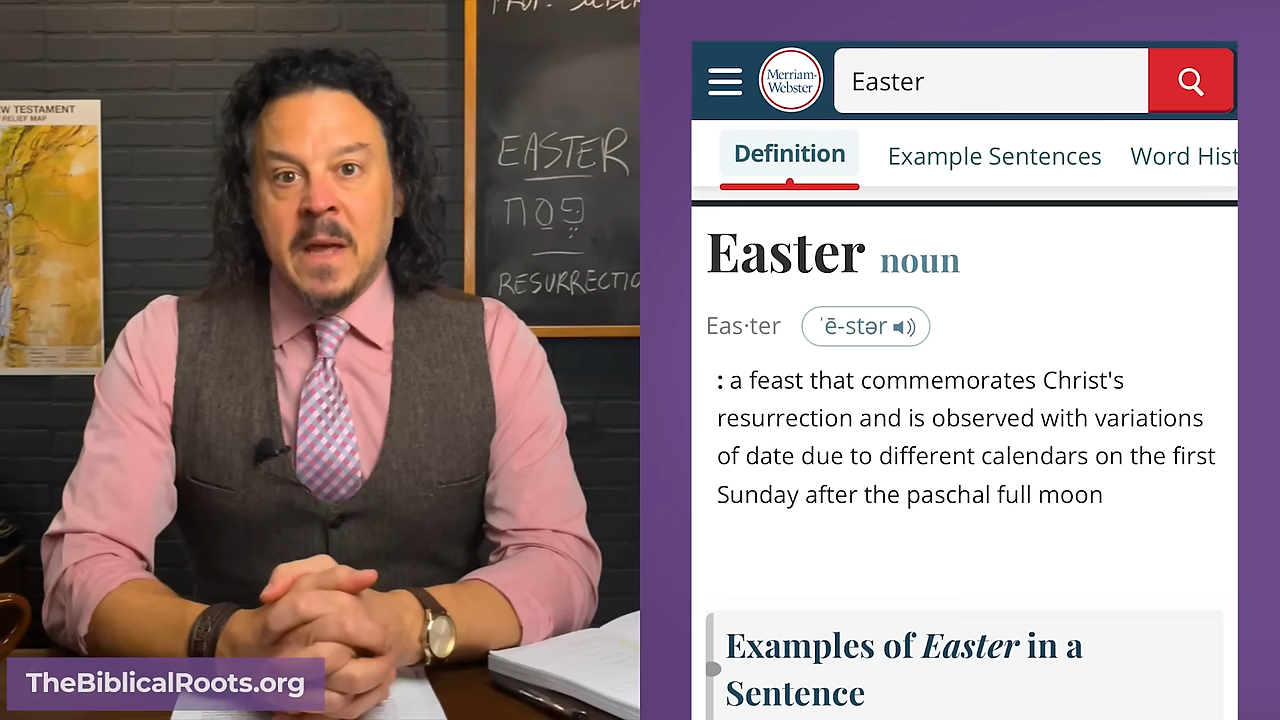 W TESTAMENT
RELIEF MAP
PROF.
EASTER
פֶּסַח
RESURRECTIO
TheBiblicalRoots.org
Merriam-
Webster
Easter
Definition Example Sentences Word Hist
Easter noun
Eas·ter ˈē-stər
: a feast that commemorates Christ's
resurrection and is observed with variations
of date due to different calendars on the first
Sunday after the paschal full moon
Examples of Easter in a
Sentence